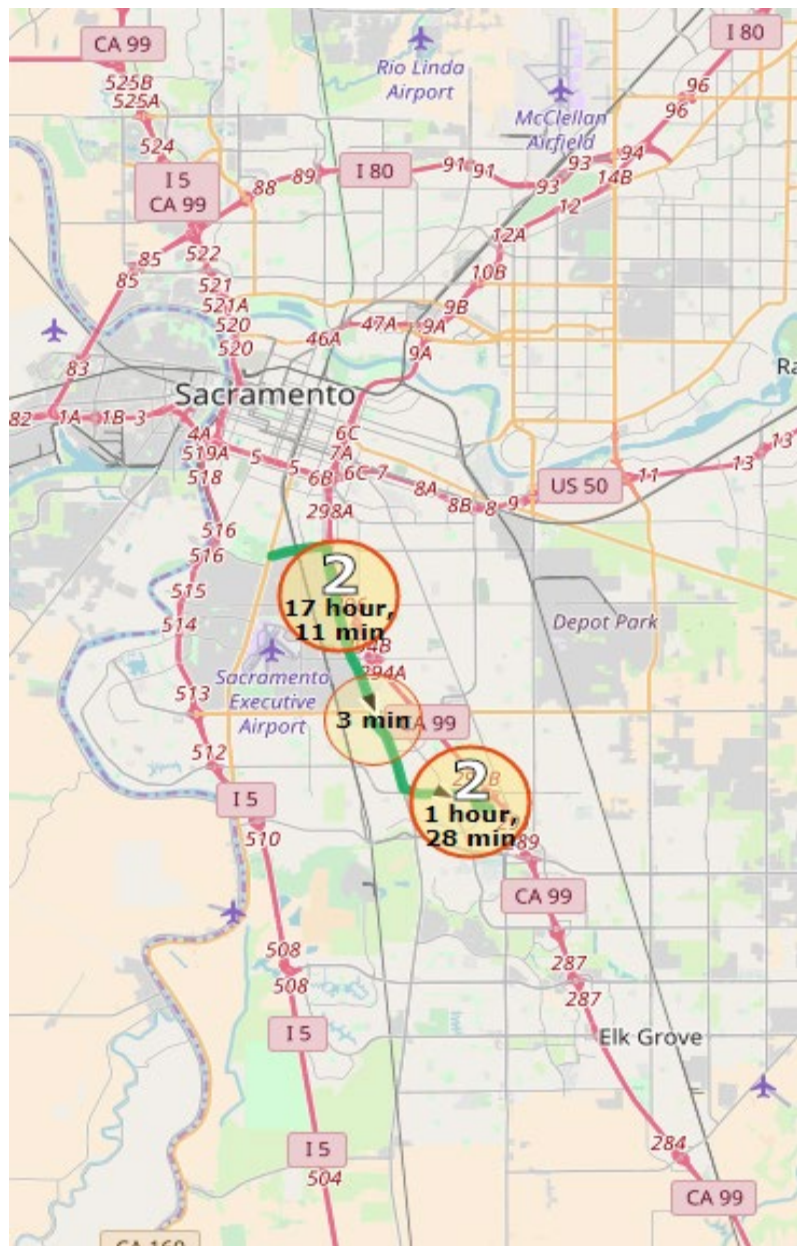 CA 99
I 80
525B
525A
Rio Linda
Airport
96
96
McClellan
Airfield
524
I 5
CA 99
88
89
I 80
91
91
93
93
94
14B
12
12A
522
85
85
521
10B
521A
520
520
9B
46A
47A
9A
9A
83
Sacramento
82
1A
1B
3
4A
519A
518
5
5
6B
6C
7A
6C
7
8A
8B
8
9
US 50
11
13
13
298A
516
516
515
514
2
17 hour,
11 min
294A
Depot Park
Sacramento
Executive
Airport
513
3 min
CA 99
512
I 5
510
2
1 hour,
28 min
CA 99
508
508
287
287
I 5
Elk Grove
I 5
504
284
CA 99
CA 160